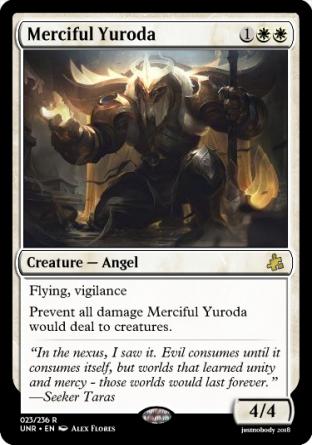 Merciful Yuroda 1
Creature — Angel
Flying, vigilance
Prevent all damage Merciful Yuroda
would deal to creatures.
"In the nexus, I saw it. Evil consumes until it
consumes itself, but worlds that learned unity
and mercy - those worlds would last forever."
—Seeker Taras
4/4
023/236 R
UNR • EN Alex Flores
justnobody 2018